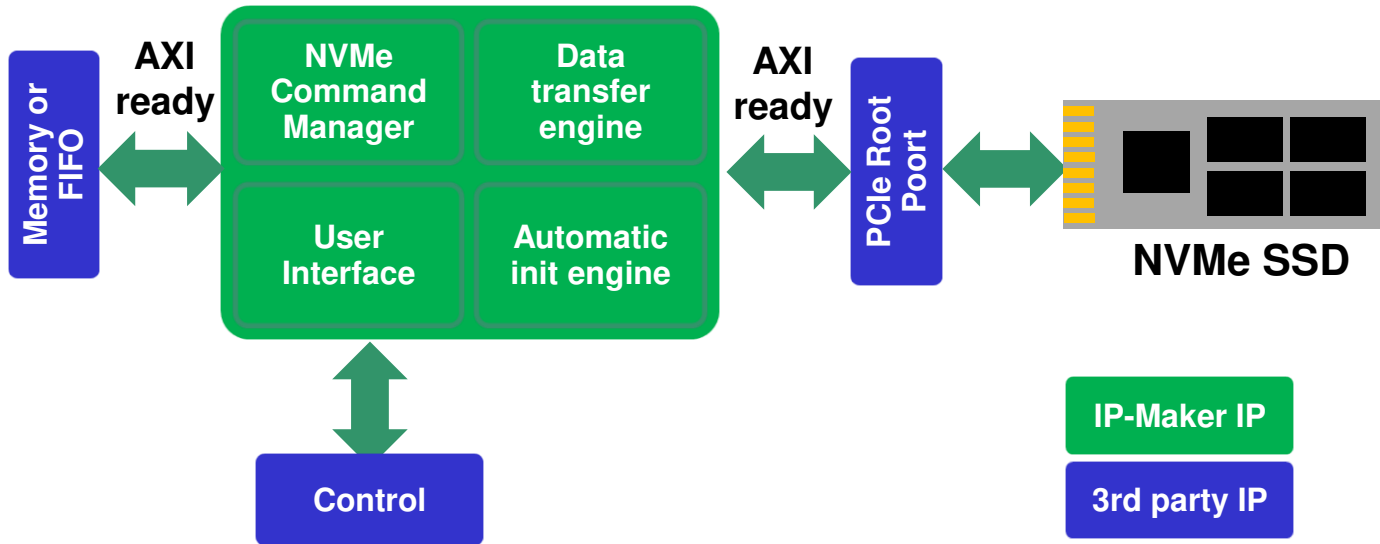 Memory or
FIFO
AXI
ready
NVMe
Command
Manager
Data
transfer
engine
User
Interface
Automatic
init engine
AXI
ready
PCIe Root
Poort
NVMe SSD
Control
IP-Maker IP
3rd party IP